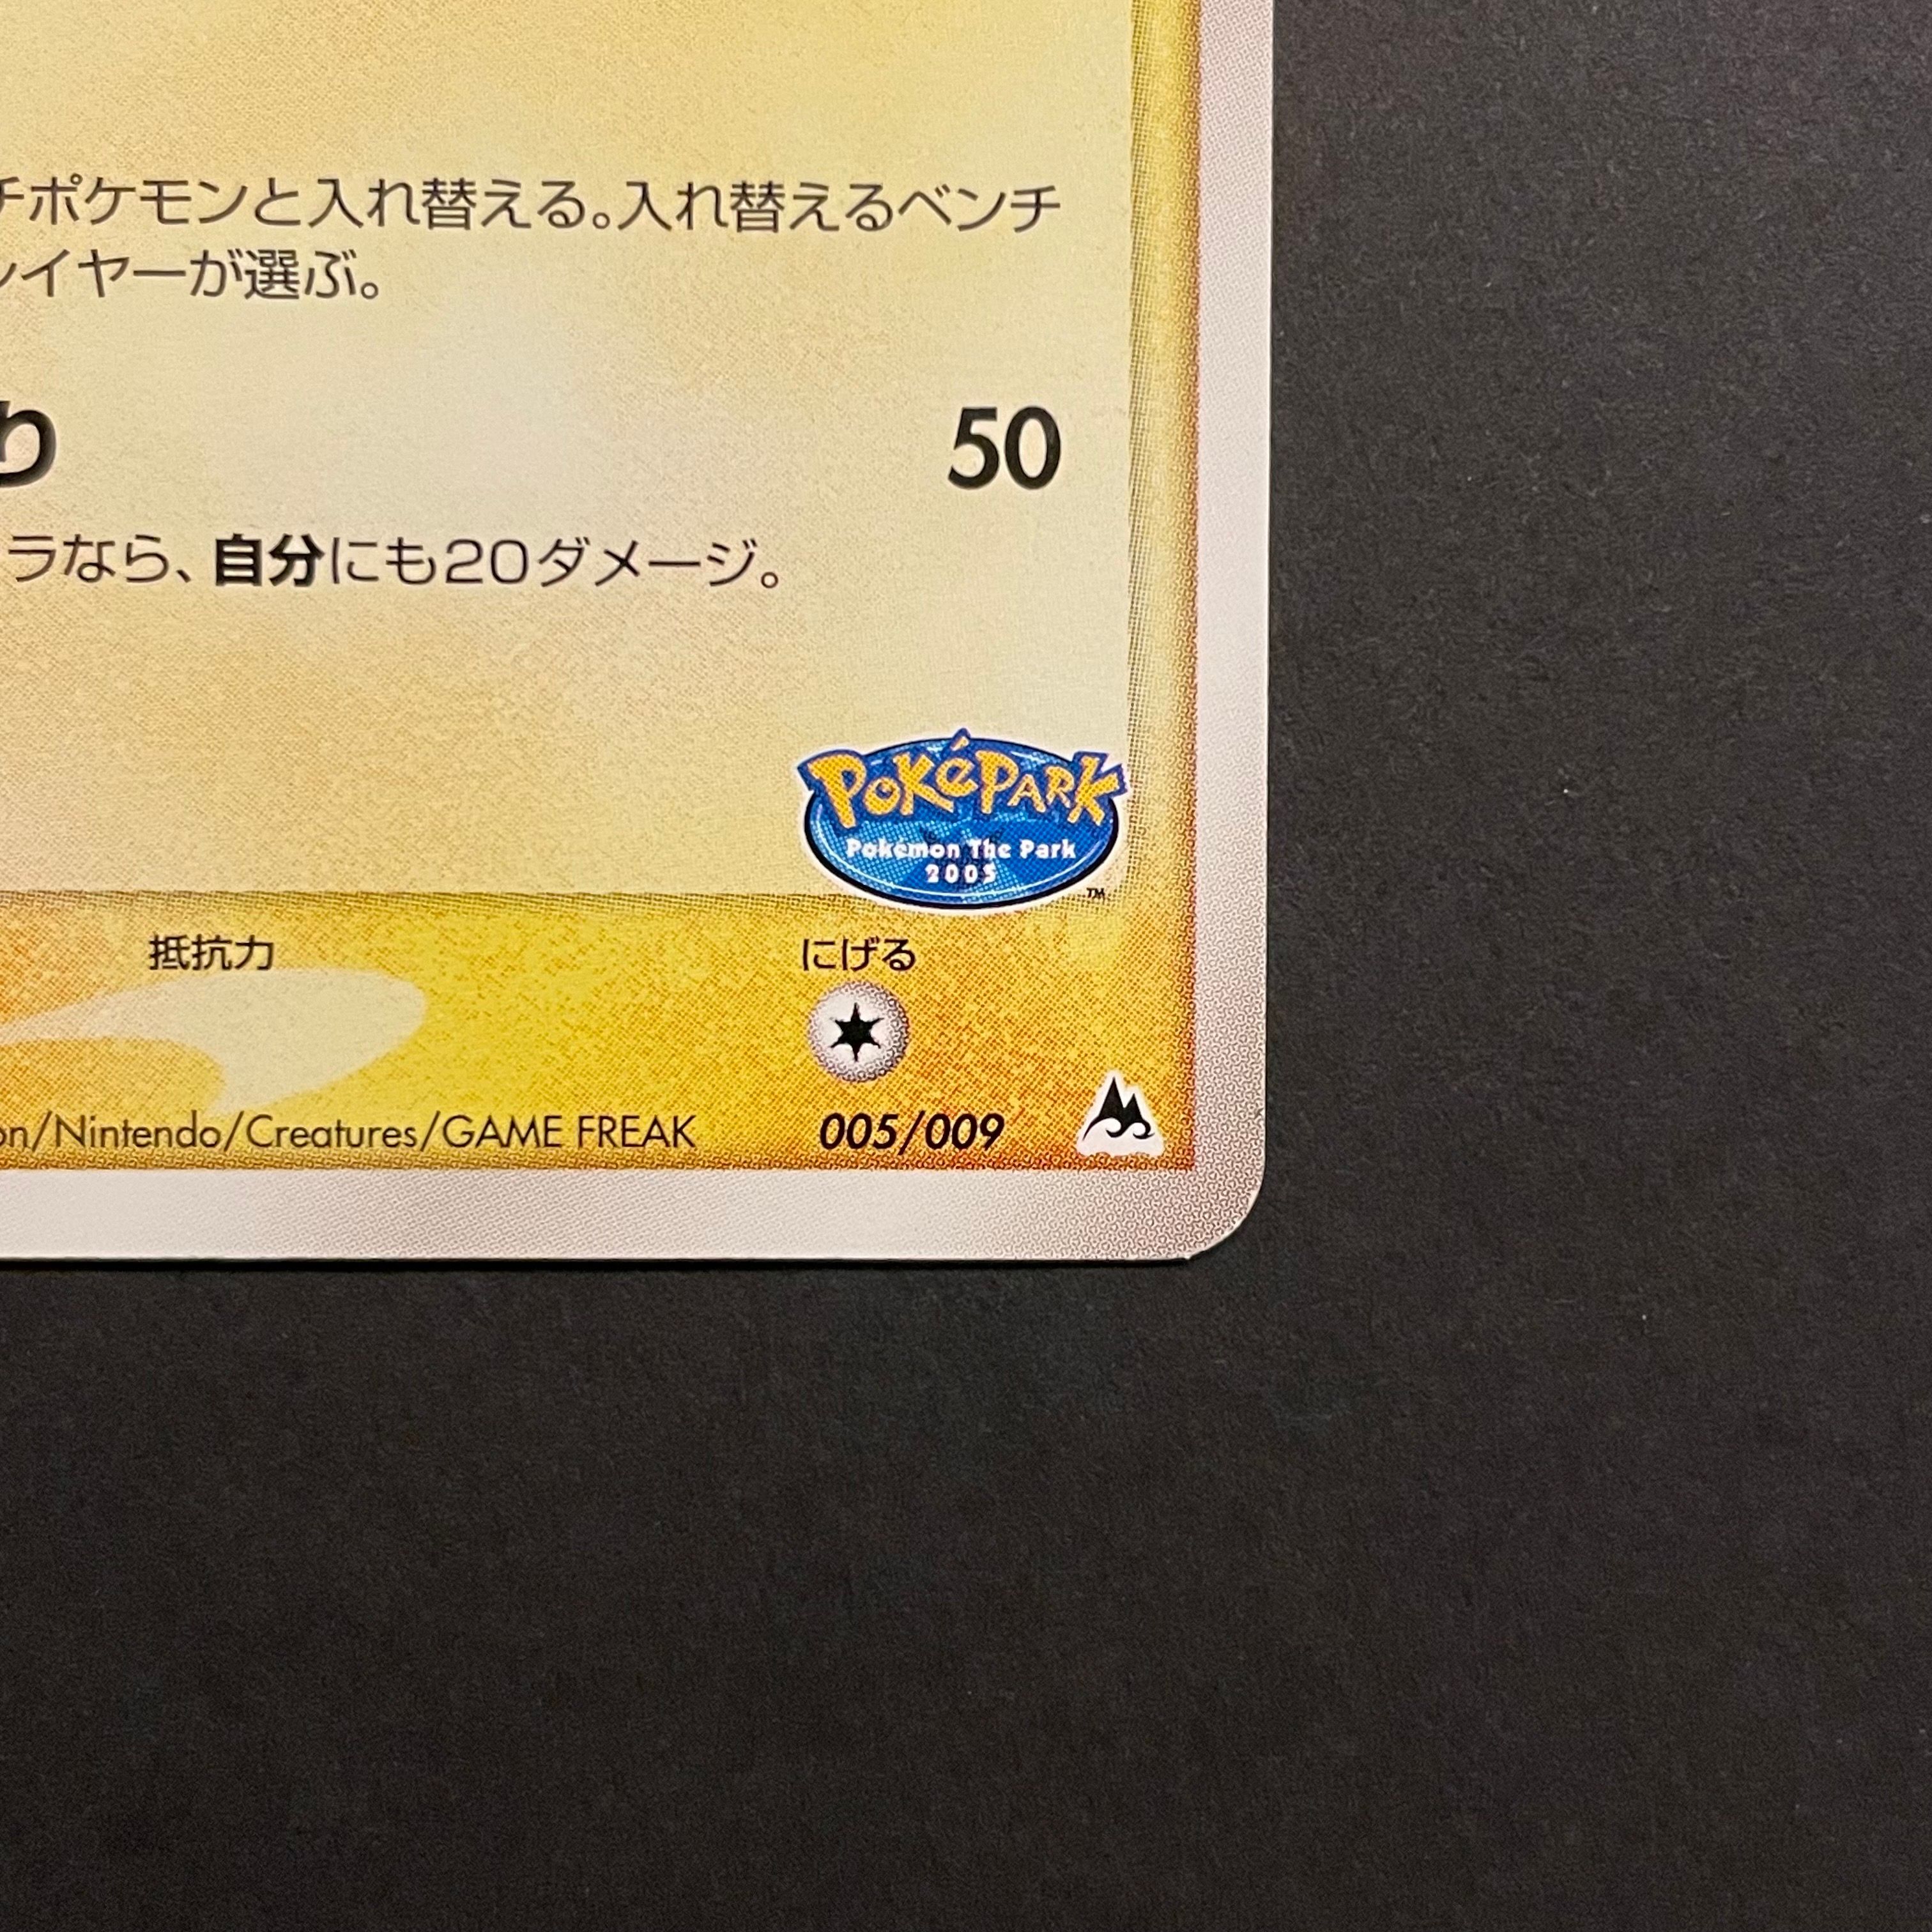 チポケモンと入れ替える。入れ替えるベンチ
レイヤーが選ぶ。
り 50
ラなら、自分にも20ダメージ。
POKéPARK
Pokémon The Park
2005
TM
抵抗力 にげる
on/Nintendo/Creatures/GAME FREAK 005/009